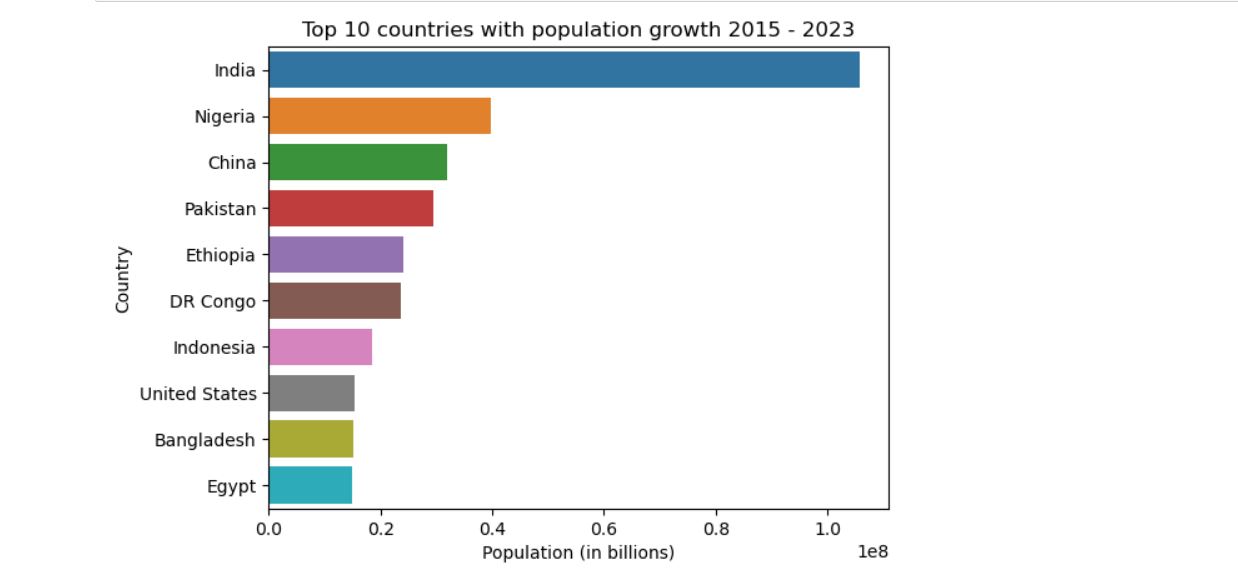 Top 10 countries with population growth 2015 - 2023
India
Nigeria
China
Pakistan
Ethiopia
DR Congo
Indonesia
United States
Bangladesh
Egypt
Country
0.0 0.2 0.4 0.6 0.8 1.0
1e8
Population (in billions)